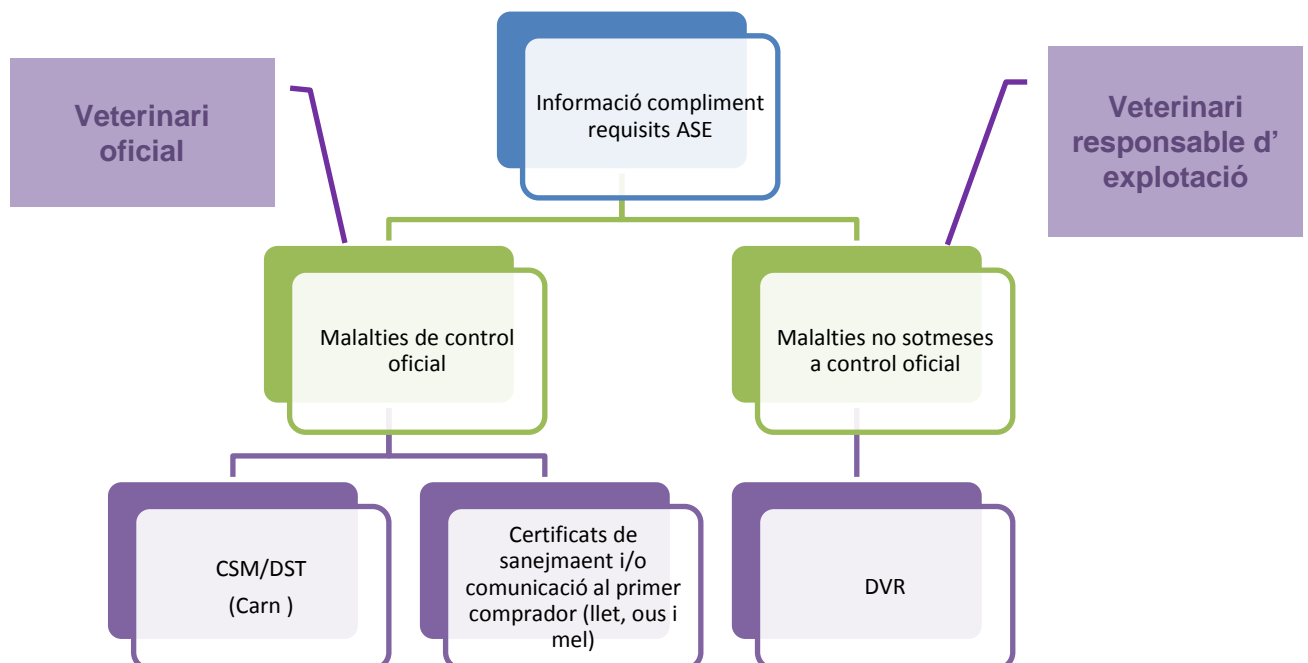 Informació compliment
requisits ASE
Veterinari
oficial
Veterinari
responsable d’
explotació
Malalties de control
oficial
Malalties no sotmeses
a control oficial
CSM/DST
(Carn )
Certificats de
sanejmaent i/o
comunicació al primer
comprador (llet, ous i
mel)
DVR